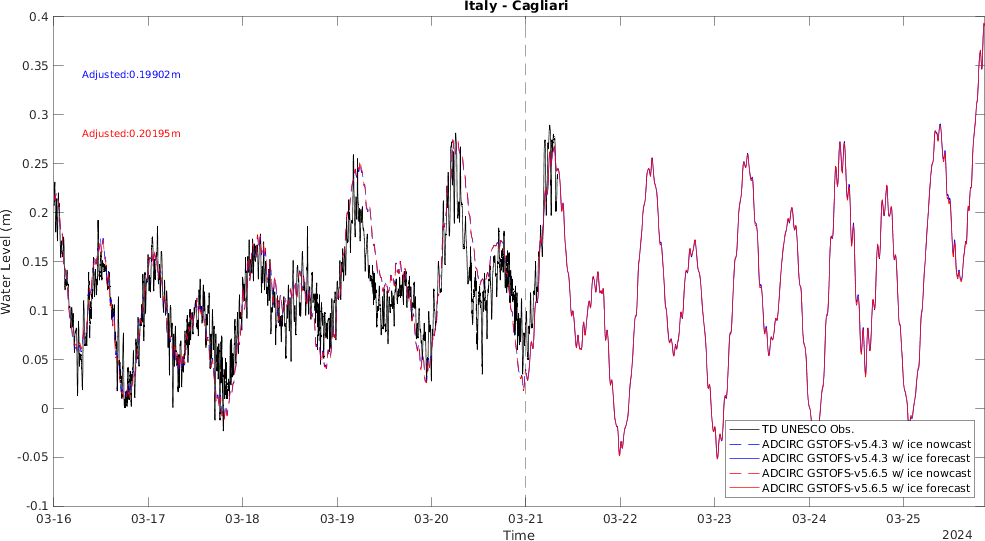 Italy - Cagliari
Water Level (m)
0.4
0.35
0.3
0.25
0.2
0.15
0.1
0.05
0
-0.05
-0.1
Adjusted:0.19902m
Adjusted:0.20195m
TD UNESCO Obs.
ADCIRC GSTOFS-v5.4.3 w/ ice nowcast
ADCIRC GSTOFS-v5.4.3 w/ ice forecast
ADCIRC GSTOFS-v5.6.5 w/ ice nowcast
ADCIRC GSTOFS-v5.6.5 w/ ice forecast
03-16 03-17 03-18 03-19 03-20 03-21 03-22 03-23 03-24 03-25
Time
2024